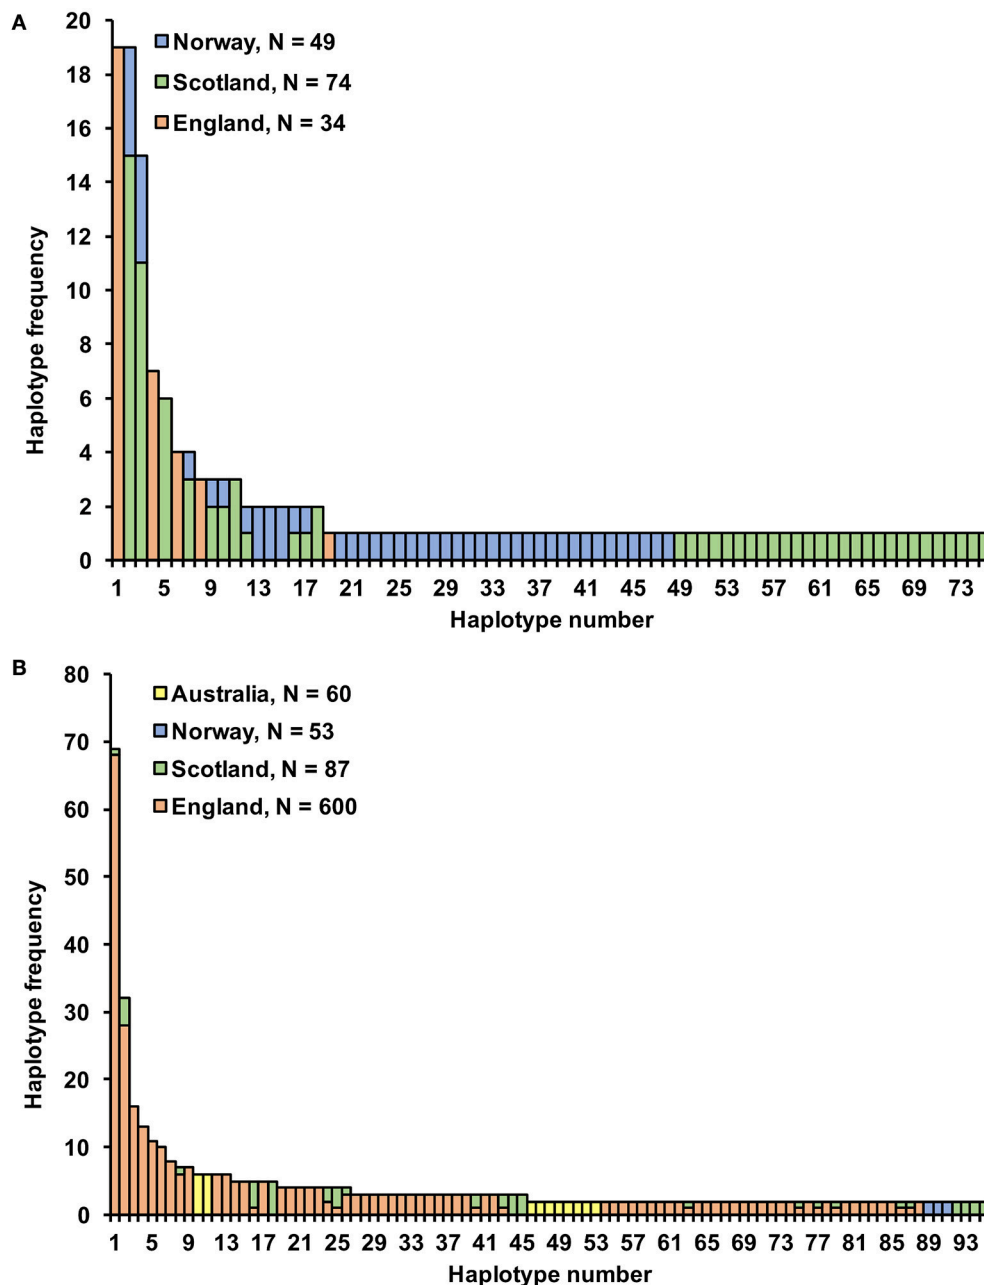 A
Norway, N = 49
Scotland, N = 74
England, N = 34
Haplotype frequency
20
18
16
14
12
10
8
6
4
2
0
1 5 9 13 17 21 25 29 33 37 41 45 49 53 57 61 65 69 73
Haplotype number
B
Australia, N = 60
Norway, N = 53
Scotland, N = 87
England, N = 600
Haplotype frequency
80
70
60
50
40
30
20
10
0
1 5 9 13 17 21 25 29 33 37 41 45 49 53 57 61 65 69 73 77 81 85 89 93
Haplotype number